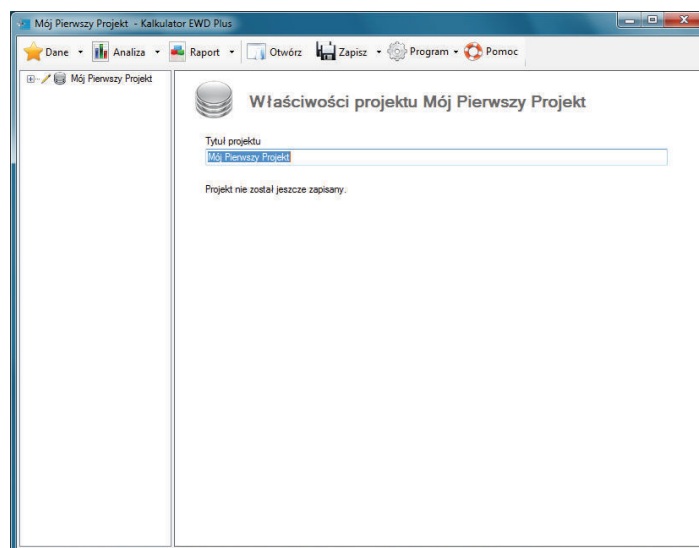 Mój Pierwszy Projekt - Kalkulator EWD Plus
Dane Analiza Raport Otwórz Zapisz Program Pomoc
Mój Pierwszy Projekt
Właściwości projektu Mój Pierwszy Projekt
Tytuł projektu
Mój Pierwszy Projekt
Projekt nie został jeszcze zapisany.